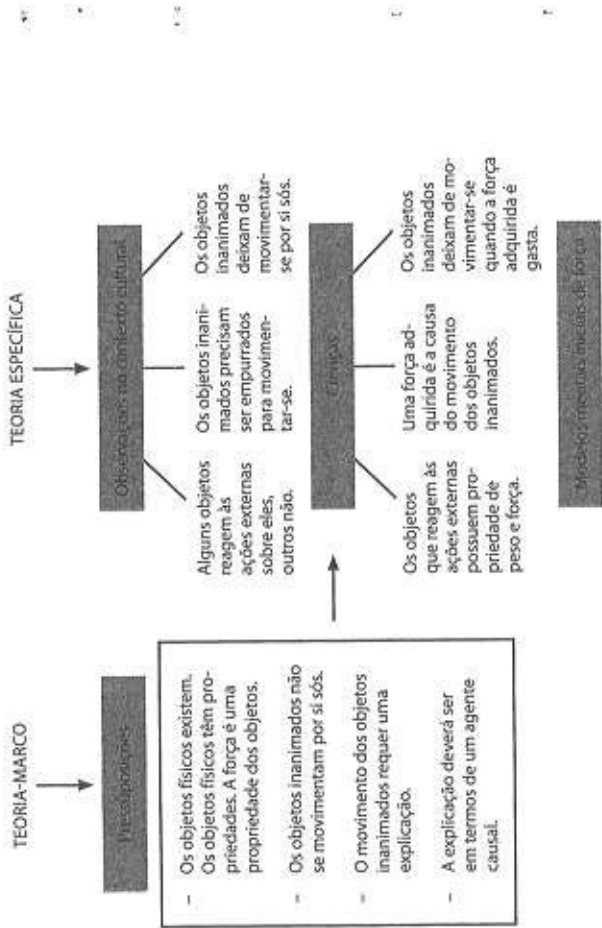 TEORIA-MARCO
Pressuposições
– Os objetos físicos existem.
Os objetos físicos têm pro-
priedades. A força é uma
propriedade dos objetos.
– Os objetos inanimados não
se movimentam por si sós.
– O movimento dos objetos
inanimados requer uma
explicação.
– A explicação deverá ser
em termos de um agente
causal.
TEORIA ESPECÍFICA
Observações no contexto cultural
Alguns objetos
reagem às
ações externas
sobre eles,
outros não.
Os objetos inani-
mados precisam
ser empurrados
para movimen-
tar-se.
Os objetos
inanimados
deixam de
movimentar-
se por si sós.
Crenças
Os objetos
que reagem às
ações externas
possuem pro-
priedade de
peso e força.
Uma força ad-
quirida é a causa
do movimento
dos objetos
inanimados.
Os objetos
inanimados
deixam de mo-
vimentar-se
quando a força
adquirida é
gasta.
Modelos mentais iniciais de força